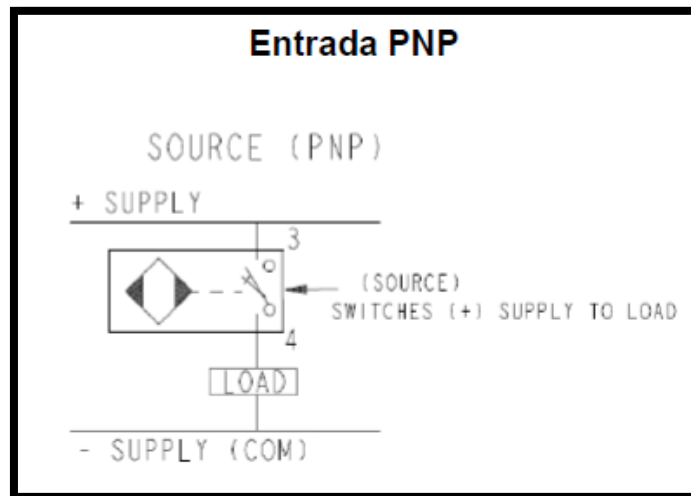 Entrada PNP
SOURCE (PNP)
+ SUPPLY
3
(SOURCE)
SWITCHES (+) SUPPLY TO LOAD
4
LOAD
- SUPPLY (COM)